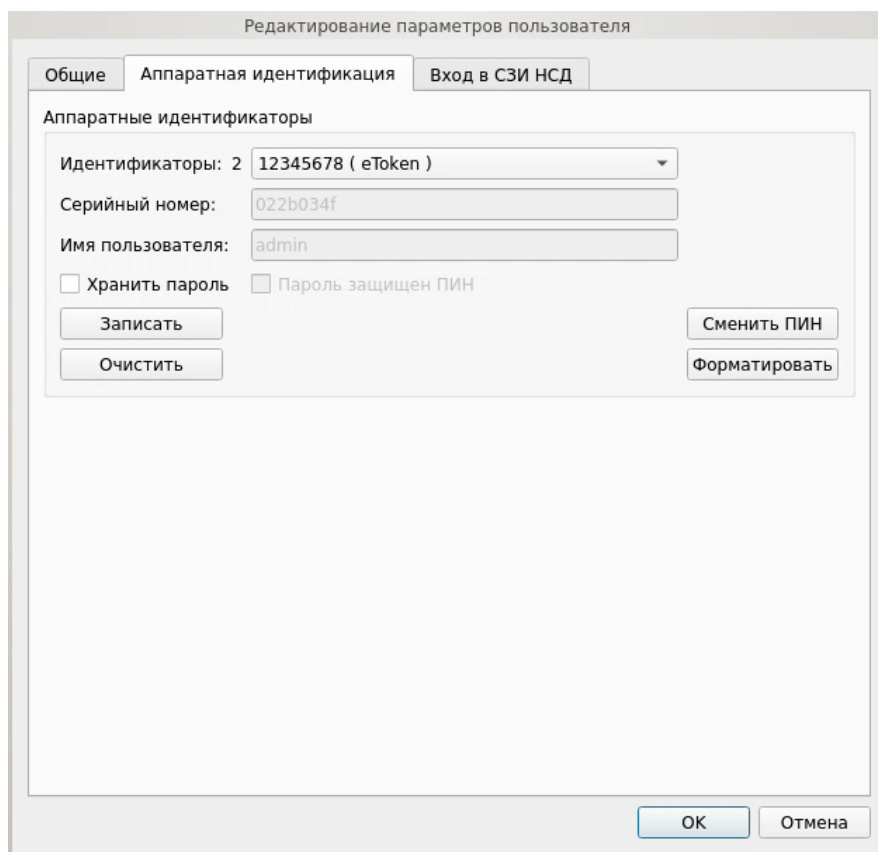 Редактирование параметров пользователя
Общие Аппаратная идентификация Вход в СЗИ НСД
Аппаратные идентификаторы
Идентификаторы: 2 12345678 ( eToken )
Серийный номер: 022b034f
Имя пользователя: admin
Хранить пароль Пароль защищен ПИН
Записать Сменить ПИН
Очистить Форматировать
OK Отмена